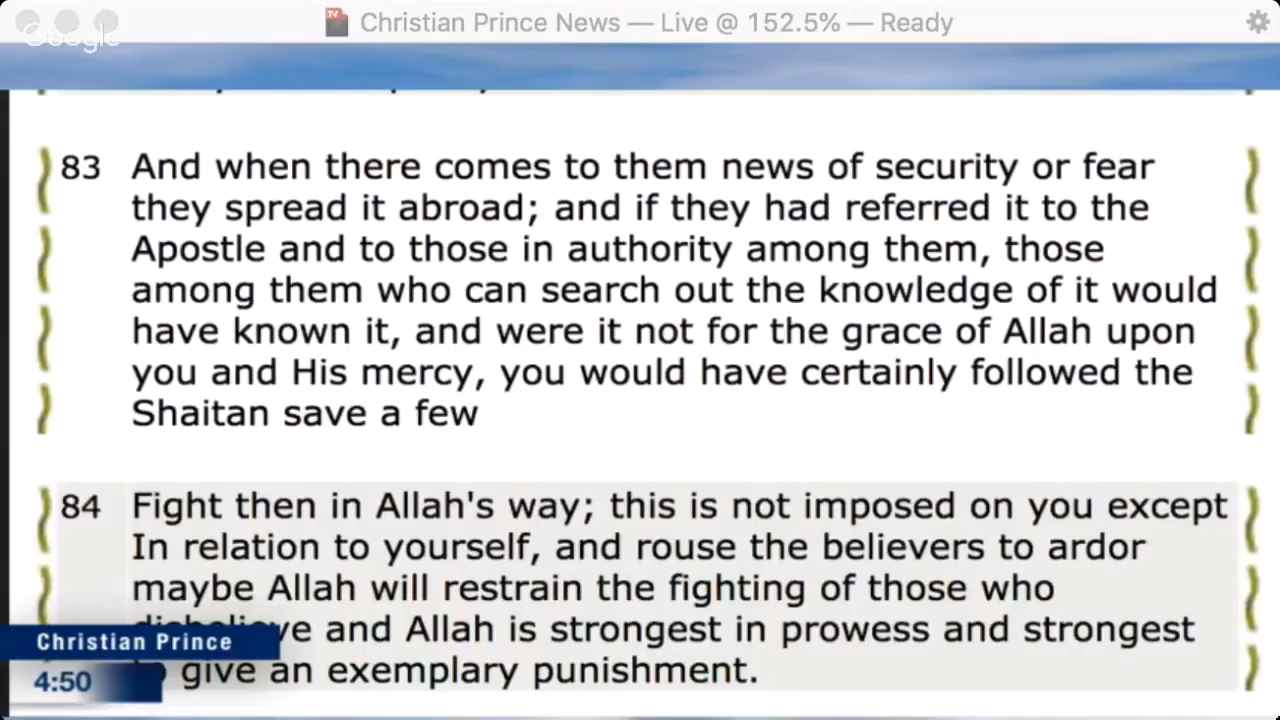 Google
Christian Prince News — Live @ 152.5% — Ready
83 And when there comes to them news of security or fear
they spread it abroad; and if they had referred it to the
Apostle and to those in authority among them, those
among them who can search out the knowledge of it would
have known it, and were it not for the grace of Allah upon
you and His mercy, you would have certainly followed the
Shaitan save a few
84 Fight then in Allah's way; this is not imposed on you except
In relation to yourself, and rouse the believers to ardor
maybe Allah will restrain the fighting of those who
disbelieve and Allah is strongest in prowess and strongest
give an exemplary punishment.
Christian Prince
4:50